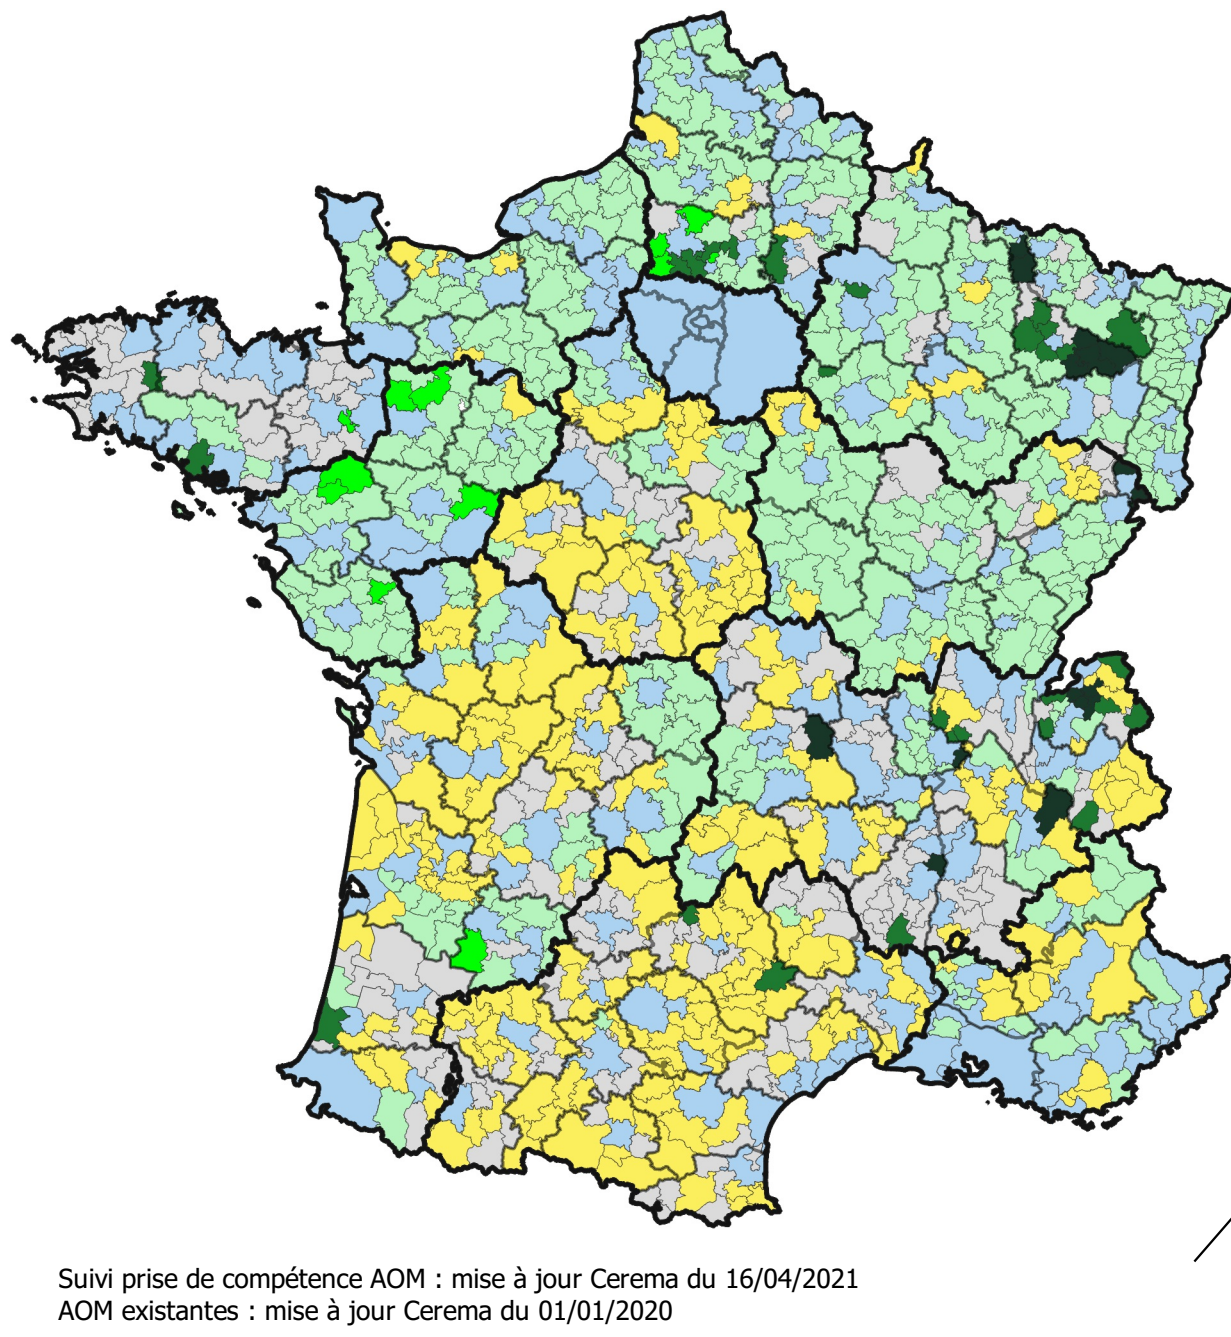 Suivi prise de compétence AOM : mise à jour Cerema du 16/04/2021
AOM existantes : mise à jour Cerema du 01/01/2020